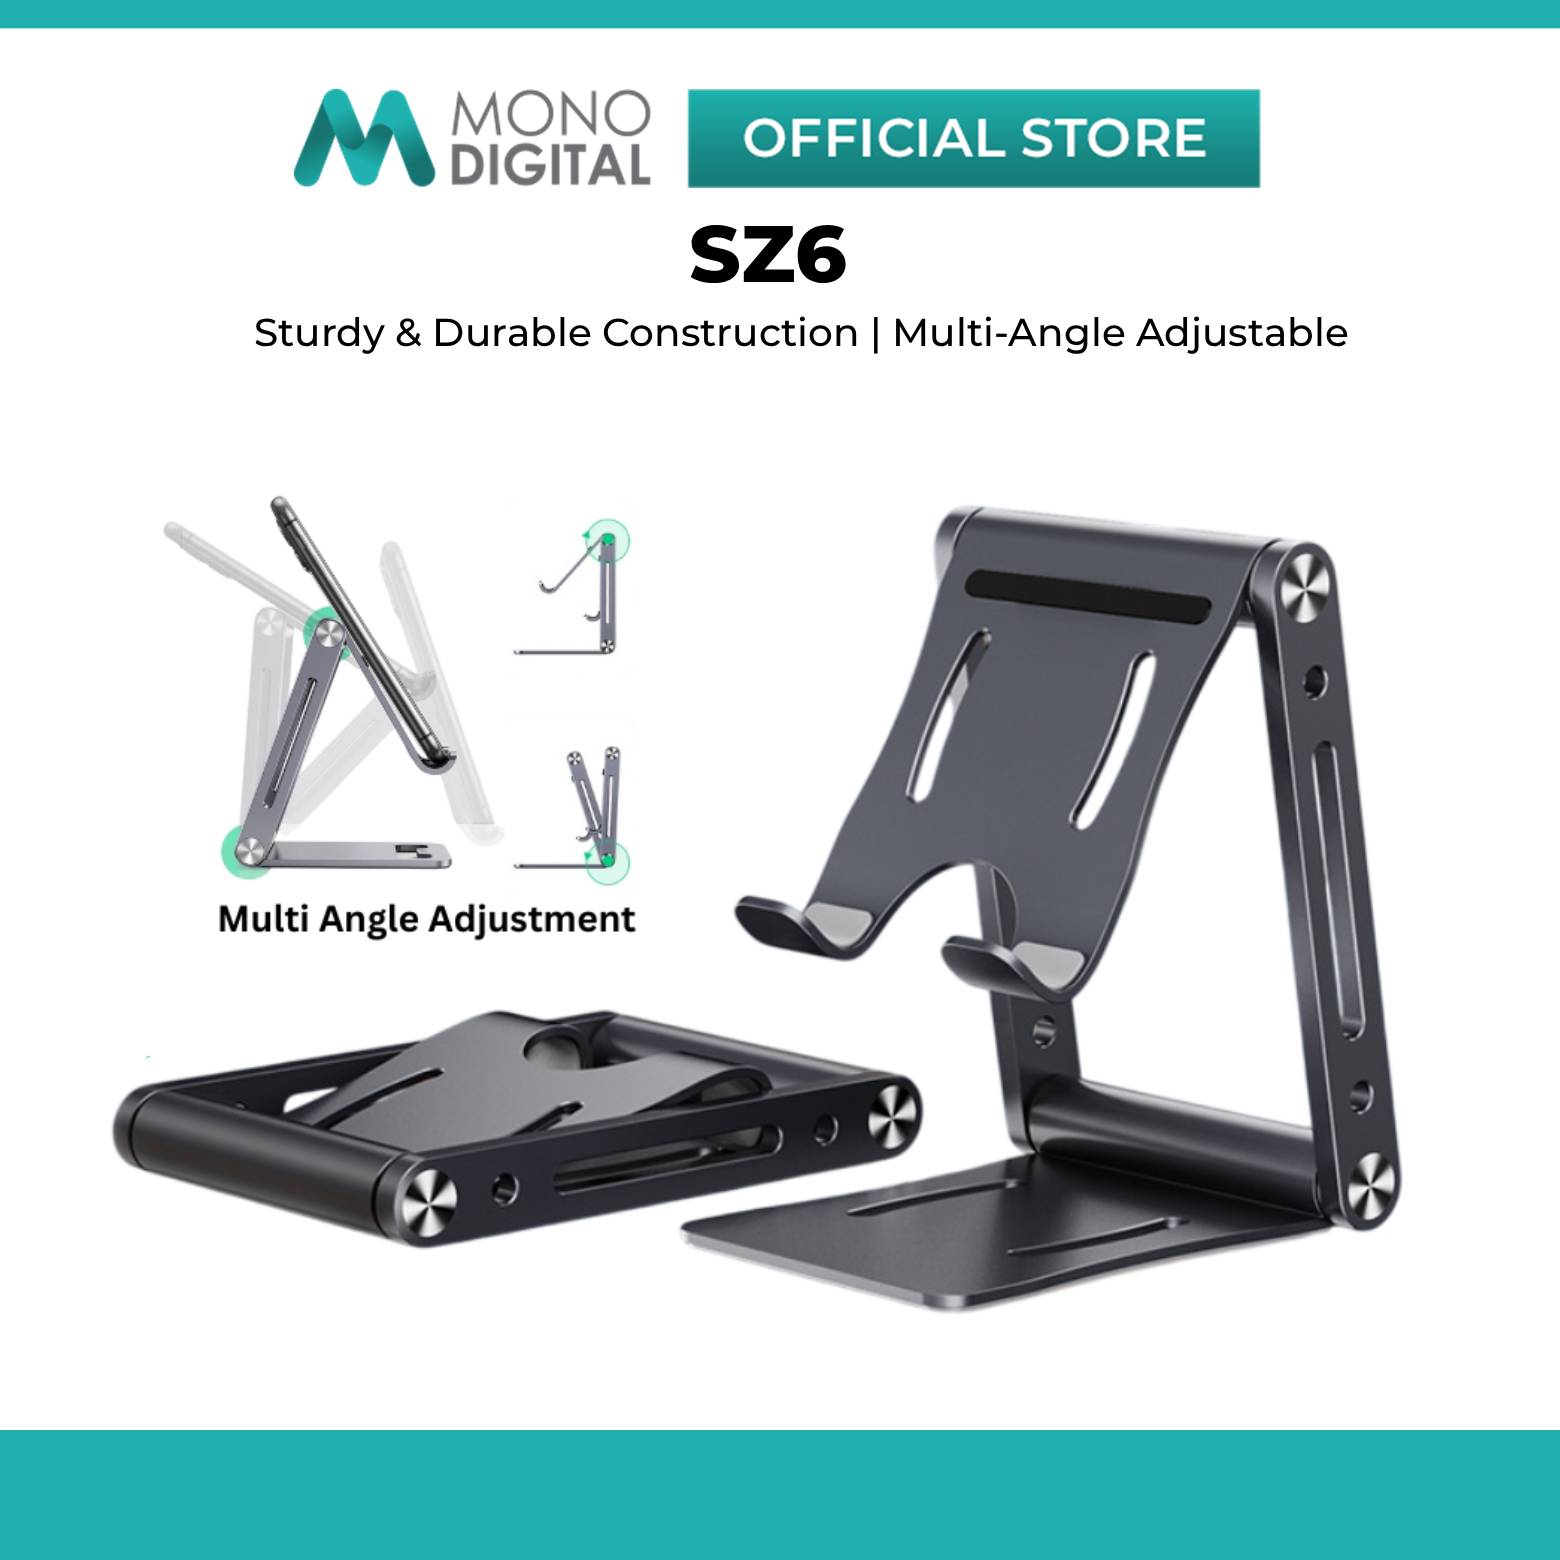 MONO
DIGITAL
OFFICIAL STORE
SZ6
Sturdy & Durable Construction | Multi-Angle Adjustable
Multi Angle Adjustment